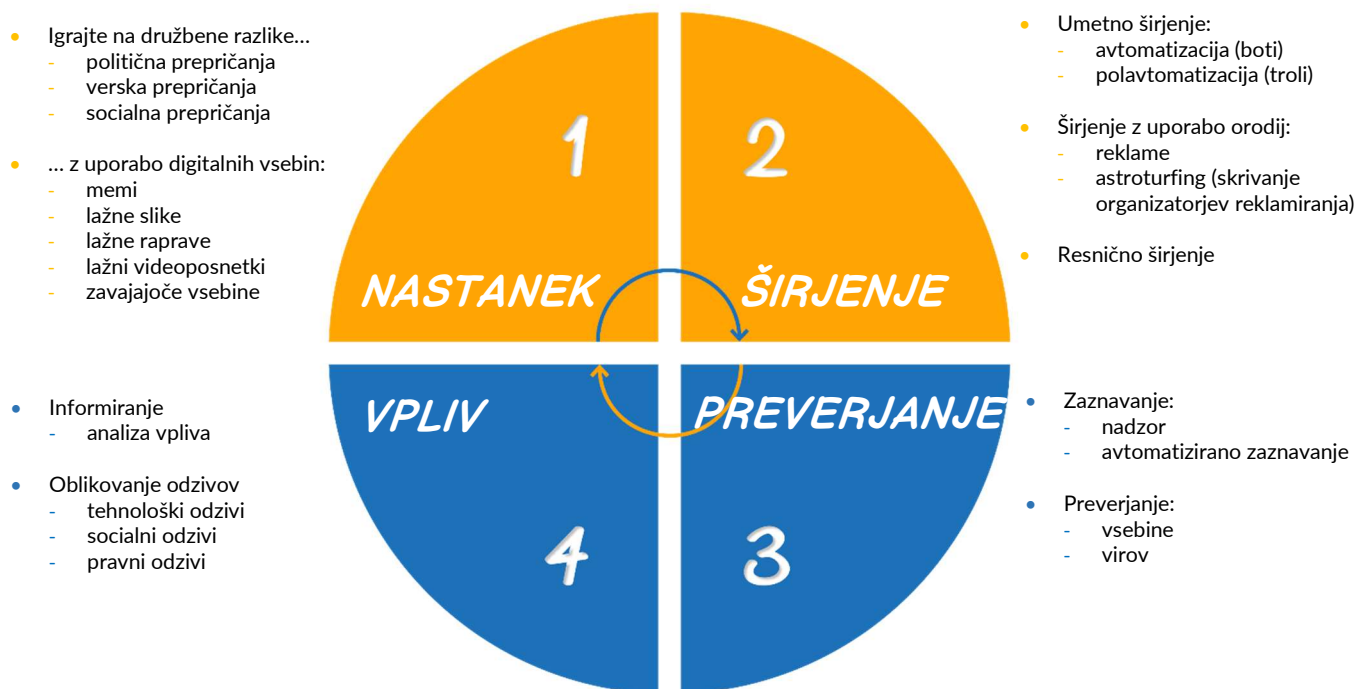 Igrajte na družbene razlike...
- politična prepričanja
- verska prepričanja
- socialna prepričanja
... z uporabo digitalnih vsebin:
- memi
- lažne slike
- lažne raprave
- lažni videoposnetki
- zavajajoče vsebine
1
NASTANEK
2
ŠIRJENJE
Umetno širjenje:
- avtomatizacija (boti)
- polavtomatizacija (troli)
Širjenje z uporabo orodij:
- reklame
- astroturfing (skrivanje
organizatorjev reklamiranja)
Resnično širjenje
Informiranje
- analiza vpliva
Oblikovanje odzivov
- tehnološki odzivi
- socialni odzivi
- pravni odzivi
VPLIV
4
PREVERJANJE
3
Zaznavanje:
- nadzor
- avtomatizirano zaznavanje
Preverjanje:
- vsebine
- virov